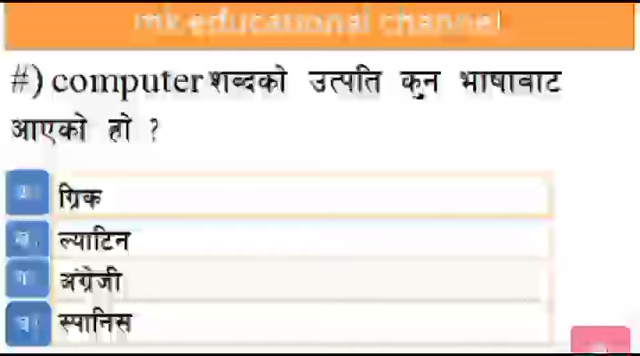 mk educational channel
#) computer शब्दको उत्पति कुन भाषाबाट
आएको हो ?
ग्रिक
ल्याटिन
अंग्रेजी
स्पानिस